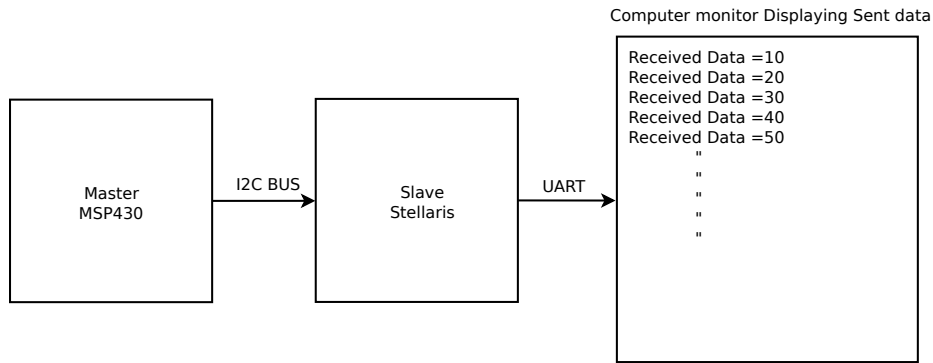 Computer monitor Displaying Sent data
Received Data =10
Received Data =20
Received Data =30
Received Data =40
Received Data =50
"
"
"
"
"
Master
MSP430
I2C BUS
Slave
Stellaris
UART